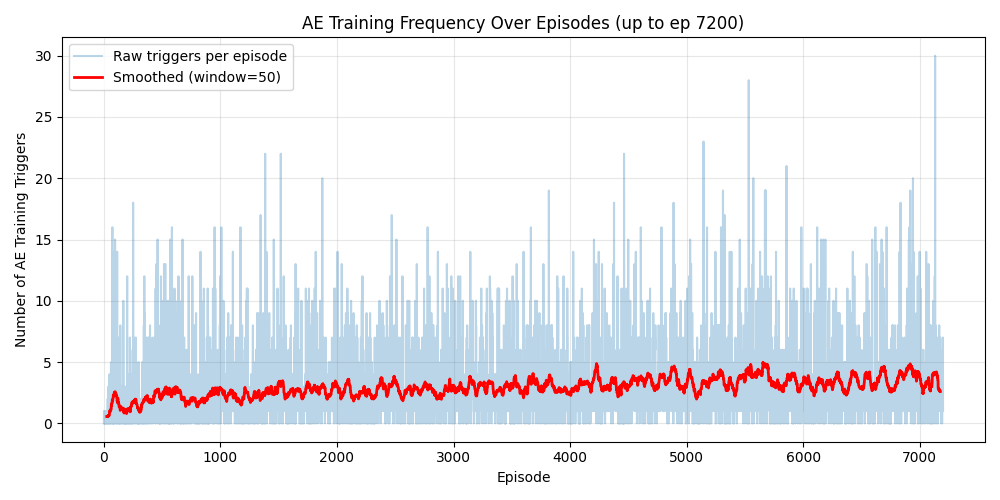 AE Training Frequency Over Episodes (up to ep 7200)
Raw triggers per episode
Smoothed (window=50)
Number of AE Training Triggers
30
25
20
15
10
5
0
0 1000 2000 3000 4000 5000 6000 7000
Episode